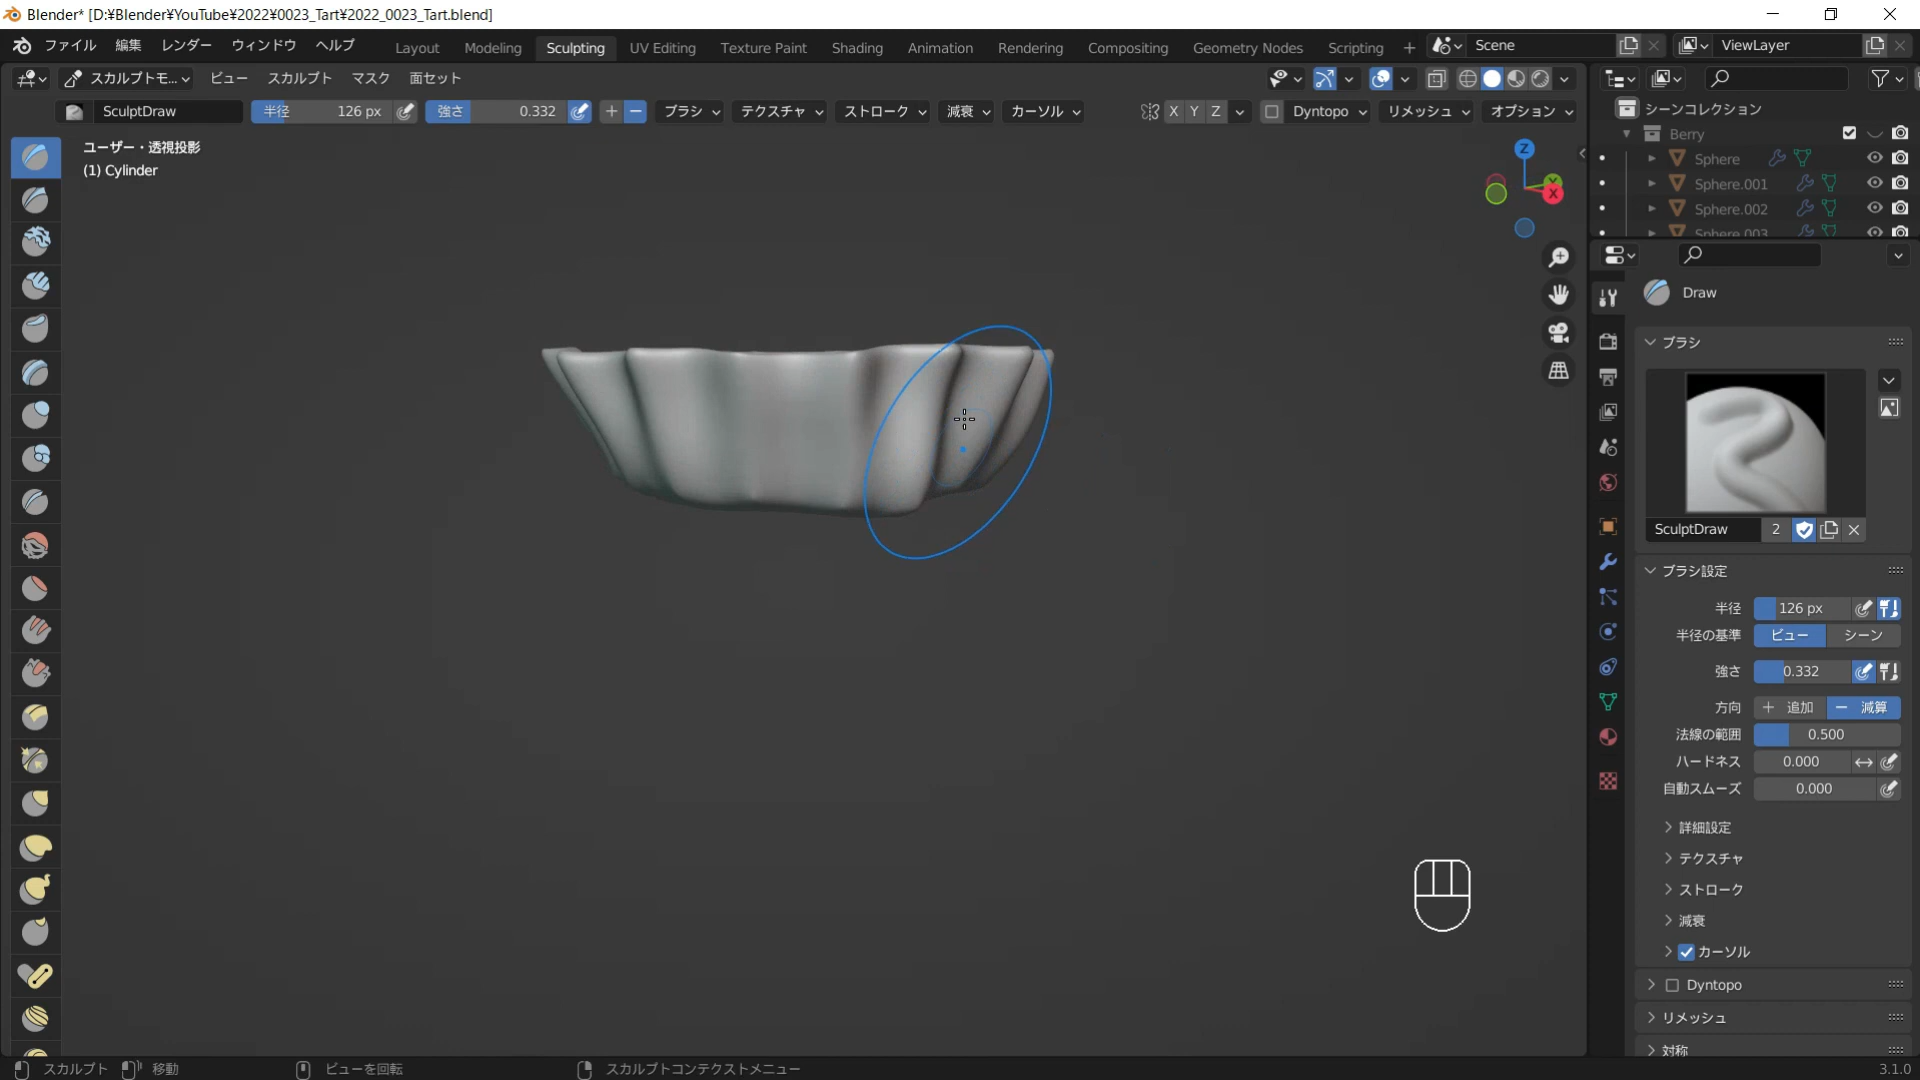 Blender* [D:¥Blender¥YouTube¥2022¥0023_Tart¥2022_0023_Tart.blend]
ファイル 編集 レンダー ウィンドウ ヘルプ Layout Modeling Sculpting UV Editing Texture Paint Shading Animation Rendering Compositing Geometry Nodes Scripting + Scene ViewLayer
スカルプトモ... ビュー スカルプト マスク 面セット
SculptDraw 半径 126 px 強さ 0.332 + − ブラシ テクスチャ ストローク 減衰 カーソル X Y Z Dyntopo リメッシュ オプション
ユーザー・透視投影
(1) Cylinder
Z
Y
X
シーンコレクション
Berry
Sphere
Sphere.001
Sphere.002
Sphere.003
Draw
ブラシ
SculptDraw 2
ブラシ設定
半径 126 px
半径の基準 ビュー シーン
強さ 0.332
方向 + 追加 − 減算
法線の範囲 0.500
ハードネス 0.000
自動スムーズ 0.000
詳細設定
テクスチャ
ストローク
減衰
カーソル
Dyntopo
リメッシュ
対称
スカルプト 移動 ビューを回転 スカルプトコンテクストメニュー 3.1.0